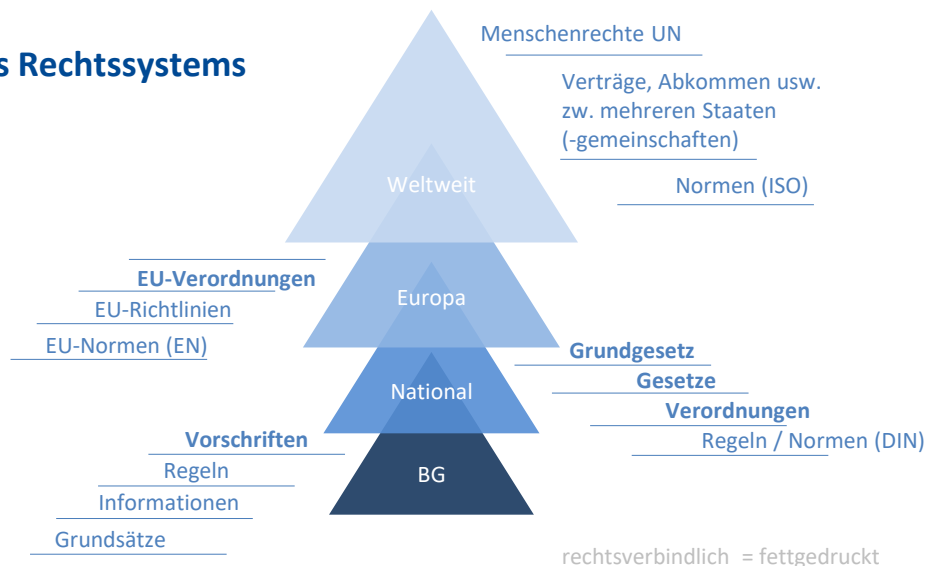 s Rechtssystems
Menschenrechte UN
Verträge, Abkommen usw.
zw. mehreren Staaten
(-gemeinschaften)
Normen (ISO)
Weltweit
EU-Verordnungen
EU-Richtlinien
EU-Normen (EN)
Europa
Grundgesetz
Gesetze
Verordnungen
Regeln / Normen (DIN)
National
Vorschriften
Regeln
Informationen
Grundsätze
BG
rechtsverbindlich = fettgedruckt